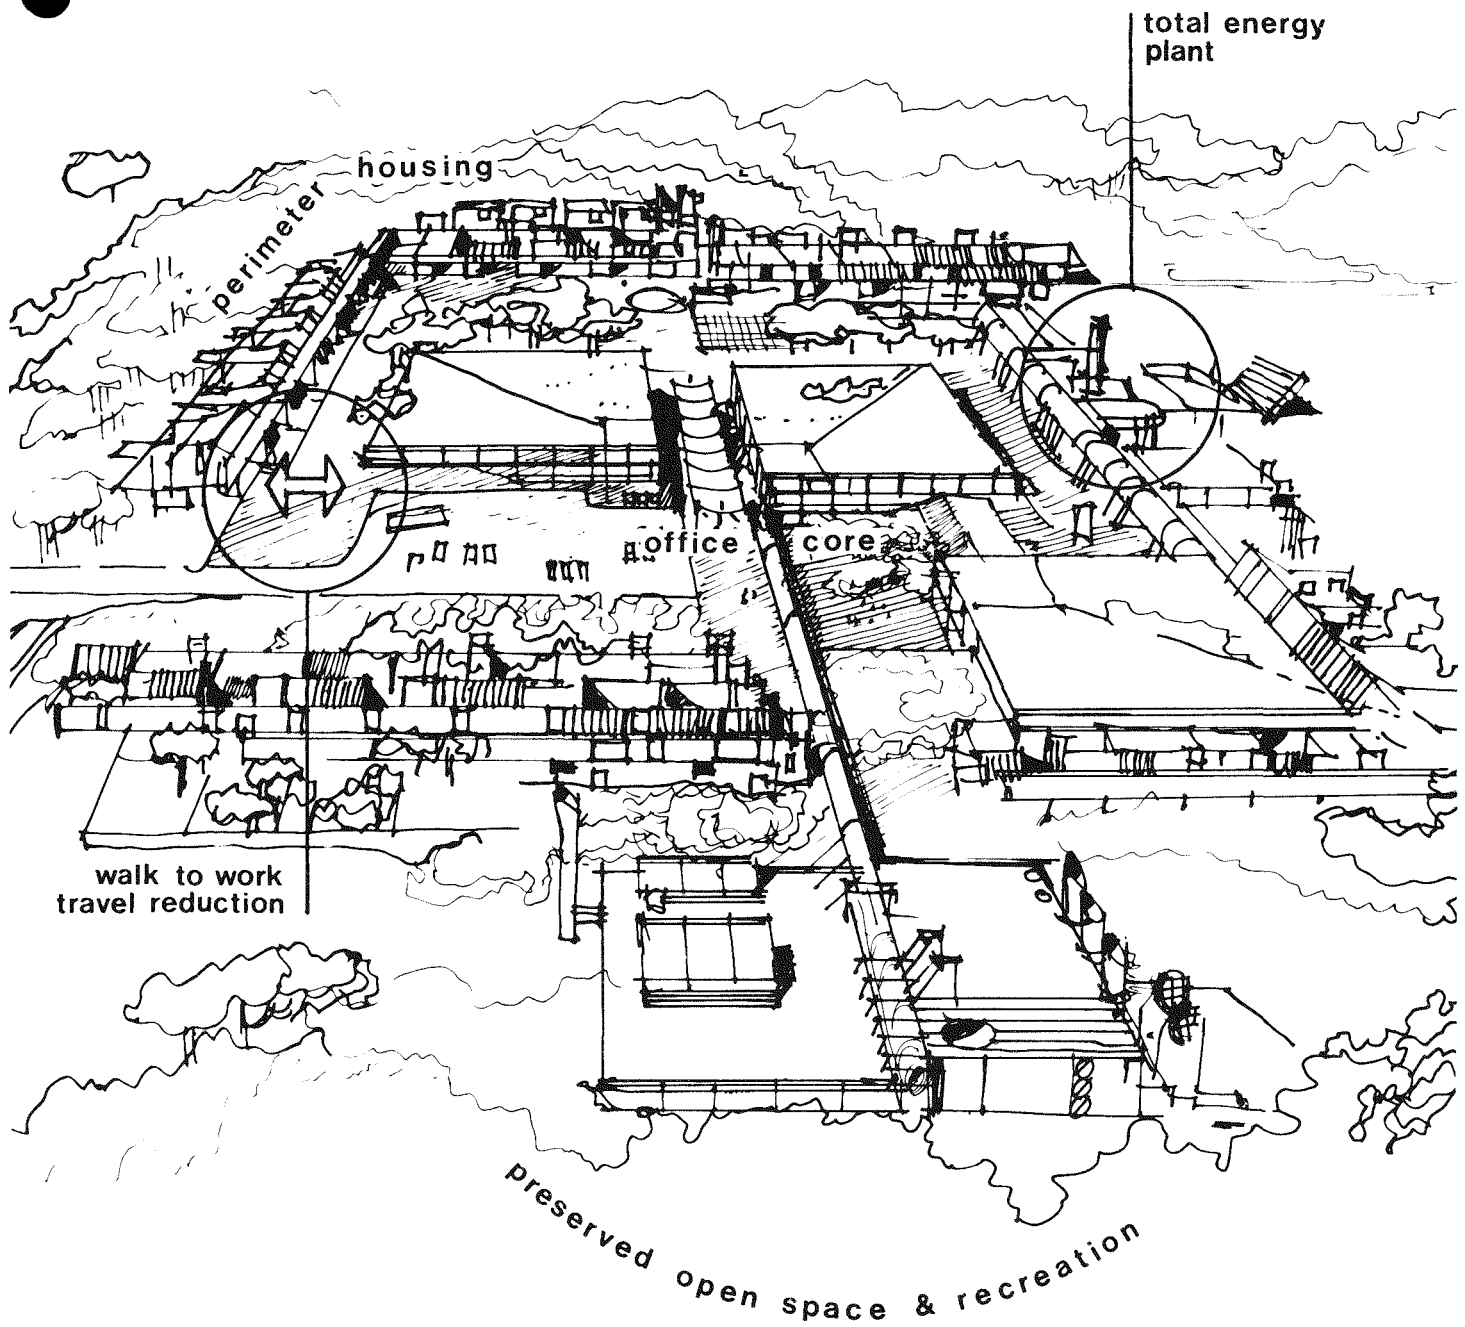 total energy
plant
perimeter housing
office core
walk to work
travel reduction
preserved open space & recreation